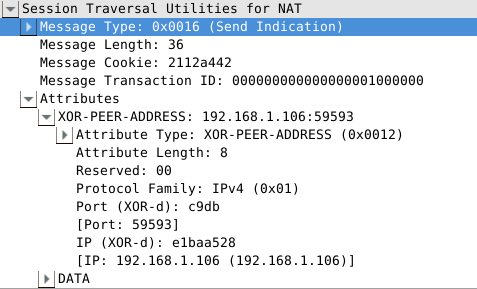 Session Traversal Utilities for NAT
Message Type: 0x0016 (Send Indication)
Message Length: 36
Message Cookie: 2112a442
Message Transaction ID: 000000000000000001000000
Attributes
XOR-PEER-ADDRESS: 192.168.1.106:59593
Attribute Type: XOR-PEER-ADDRESS (0x0012)
Attribute Length: 8
Reserved: 00
Protocol Family: IPv4 (0x01)
Port (XOR-d): c9db
[Port: 59593]
IP (XOR-d): e1baa528
[IP: 192.168.1.106 (192.168.1.106)]
DATA